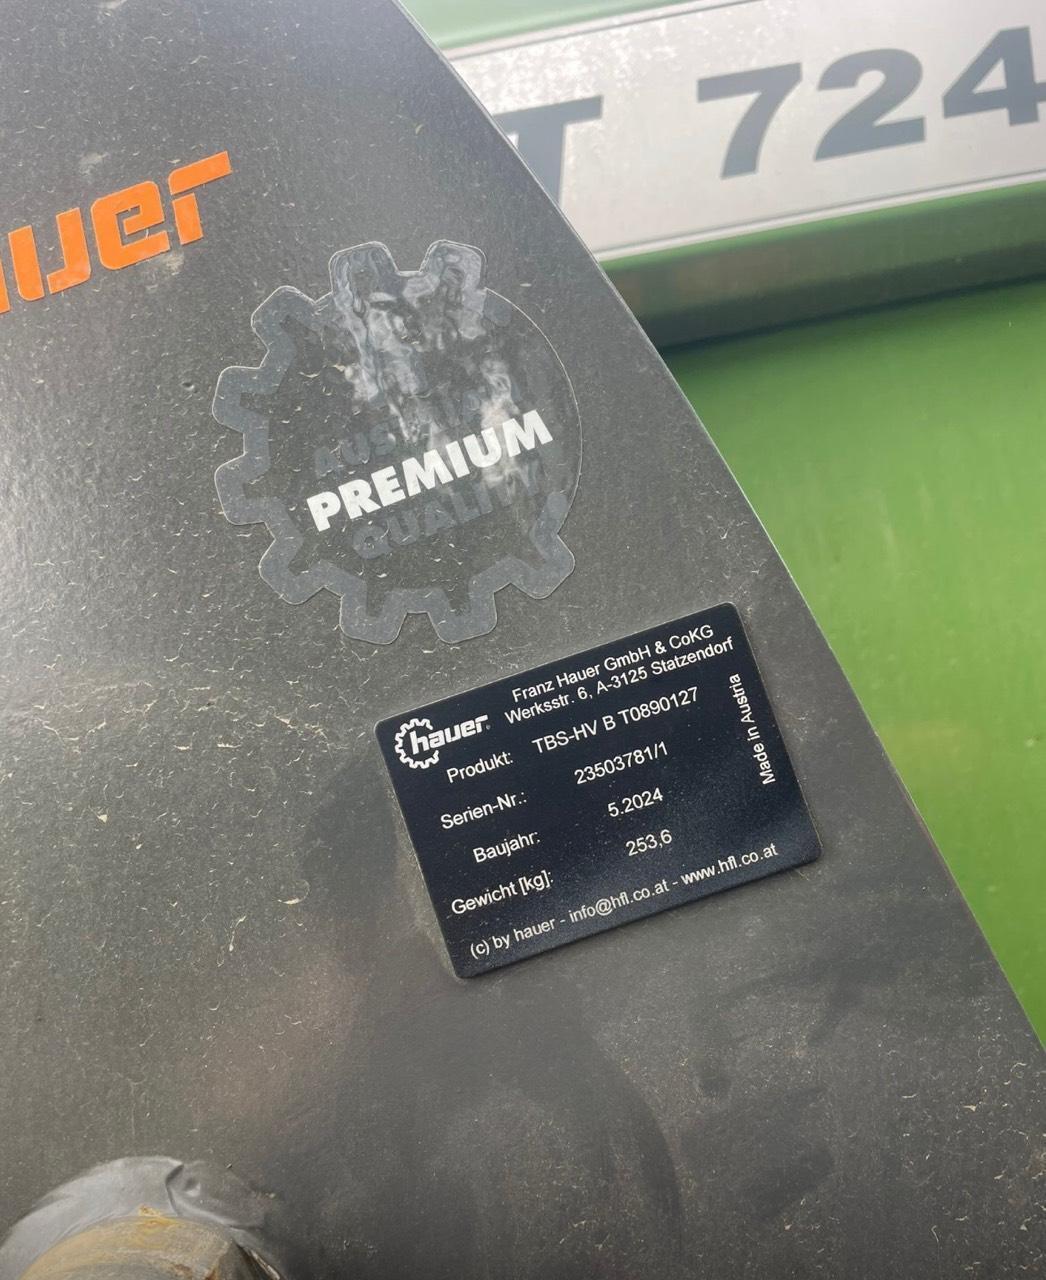 T 724
auer
AUSTRIAN
PREMIUM
QUALITY
hauer
Franz Hauer GmbH & CoKG
Werksstr. 6, A-3125 Statzendorf
Produkt: TBS-HV B T0890127
Serien-Nr.: 23503781/1
Baujahr: 5.2024
Gewicht [kg]: 253,6
(c) by hauer - info@hfl.co.at - www.hfl.co.at
Made in Austria